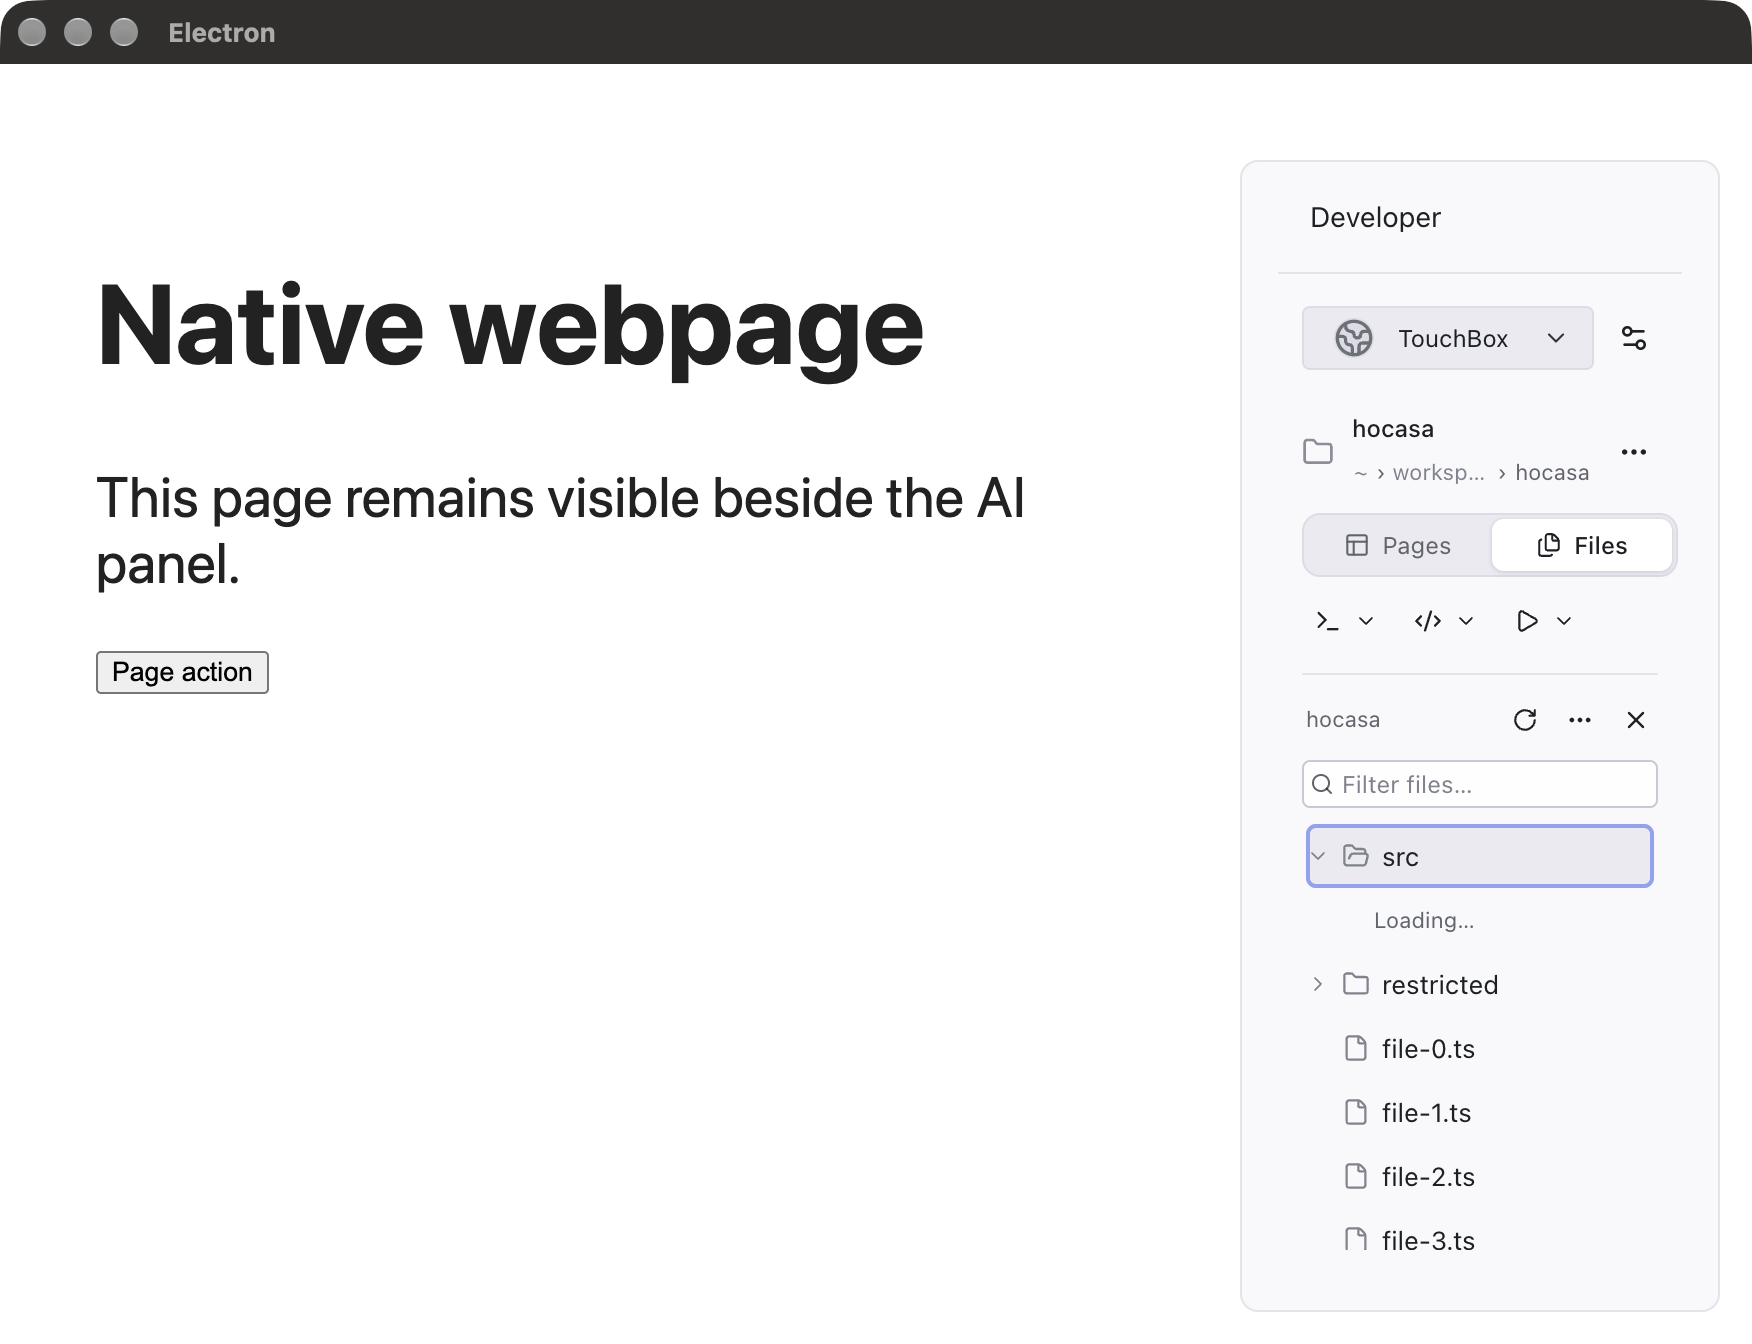 Electron
Native webpage
This page remains visible beside the AI
panel.
Page action
Developer
TouchBox
hocasa
~ › worksp... › hocasa
Pages
Files
hocasa
Filter files...
src
Loading...
restricted
file-0.ts
file-1.ts
file-2.ts
file-3.ts